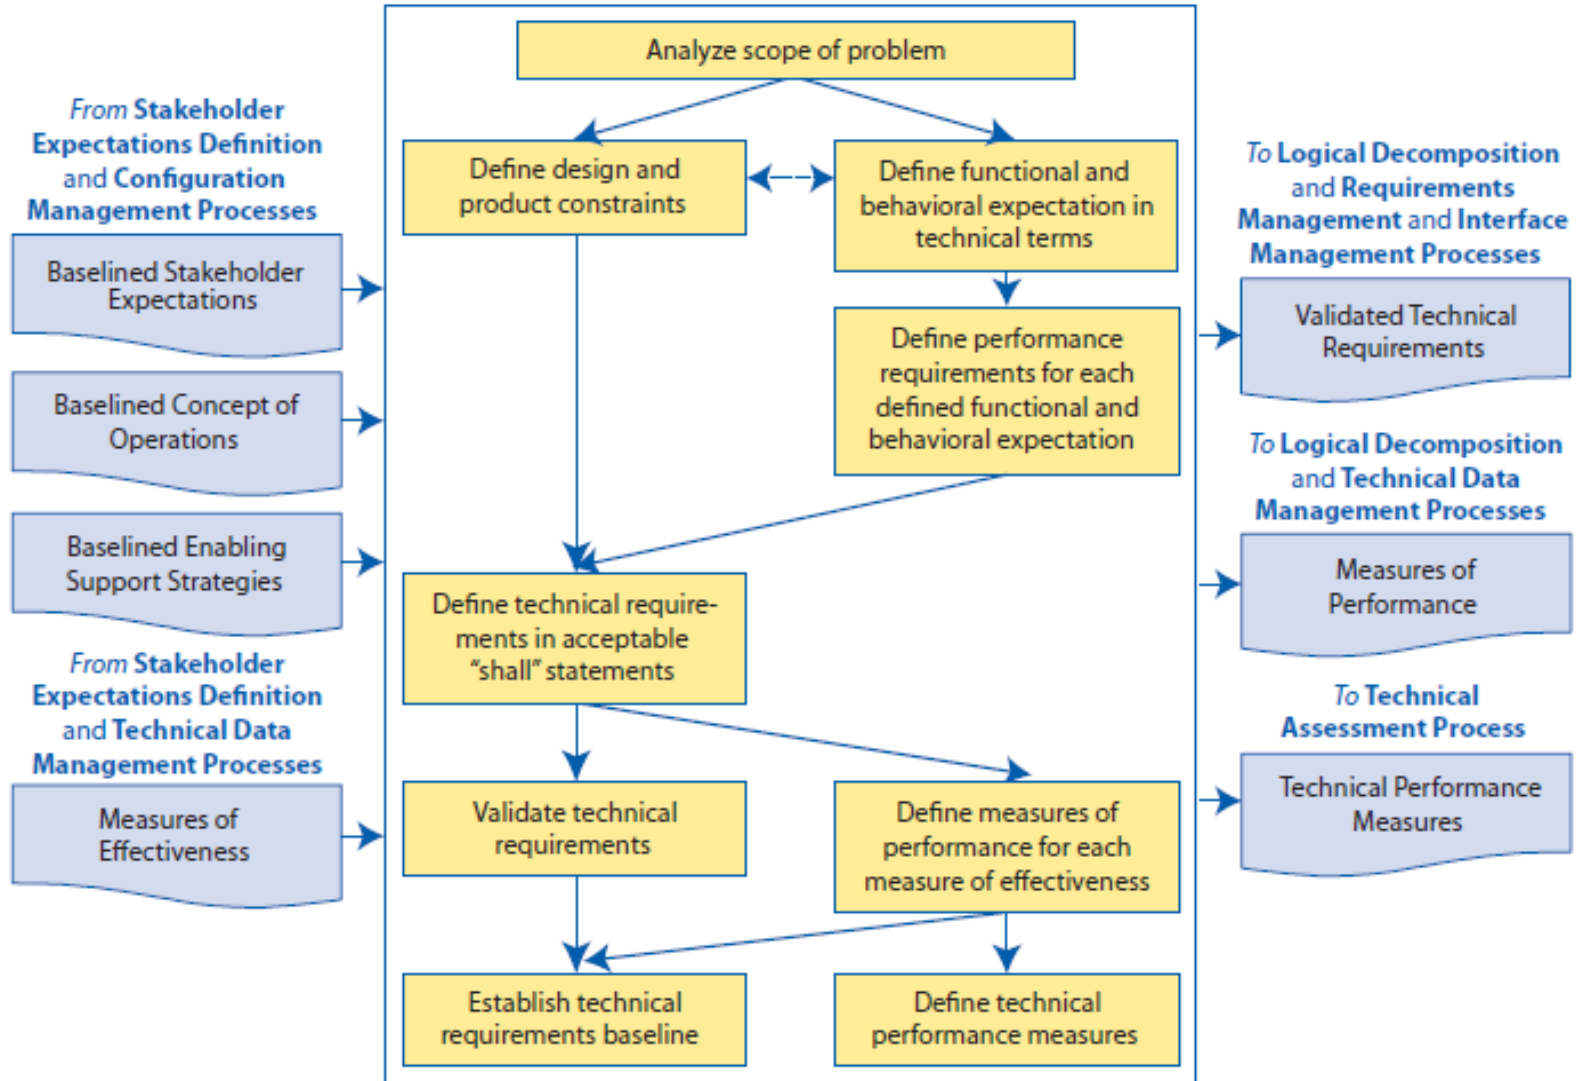 Analyze scope of problem
From Stakeholder
Expectations Definition
and Configuration
Management Processes
Baselined Stakeholder
Expectations
Baselined Concept of
Operations
Baselined Enabling
Support Strategies
From Stakeholder
Expectations Definition
and Technical Data
Management Processes
Measures of
Effectiveness
Define design and
product constraints
Define functional and
behavioral expectation in
technical terms
Define performance
requirements for each
defined functional and
behavioral expectation
Define technical require-
ments in acceptable
“shall” statements
Validate technical
requirements
Define measures of
performance for each
measure of effectiveness
Establish technical
requirements baseline
Define technical
performance measures
To Logical Decomposition
and Requirements
Management and Interface
Management Processes
Validated Technical
Requirements
To Logical Decomposition
and Technical Data
Management Processes
Measures of
Performance
To Technical
Assessment Process
Technical Performance
Measures